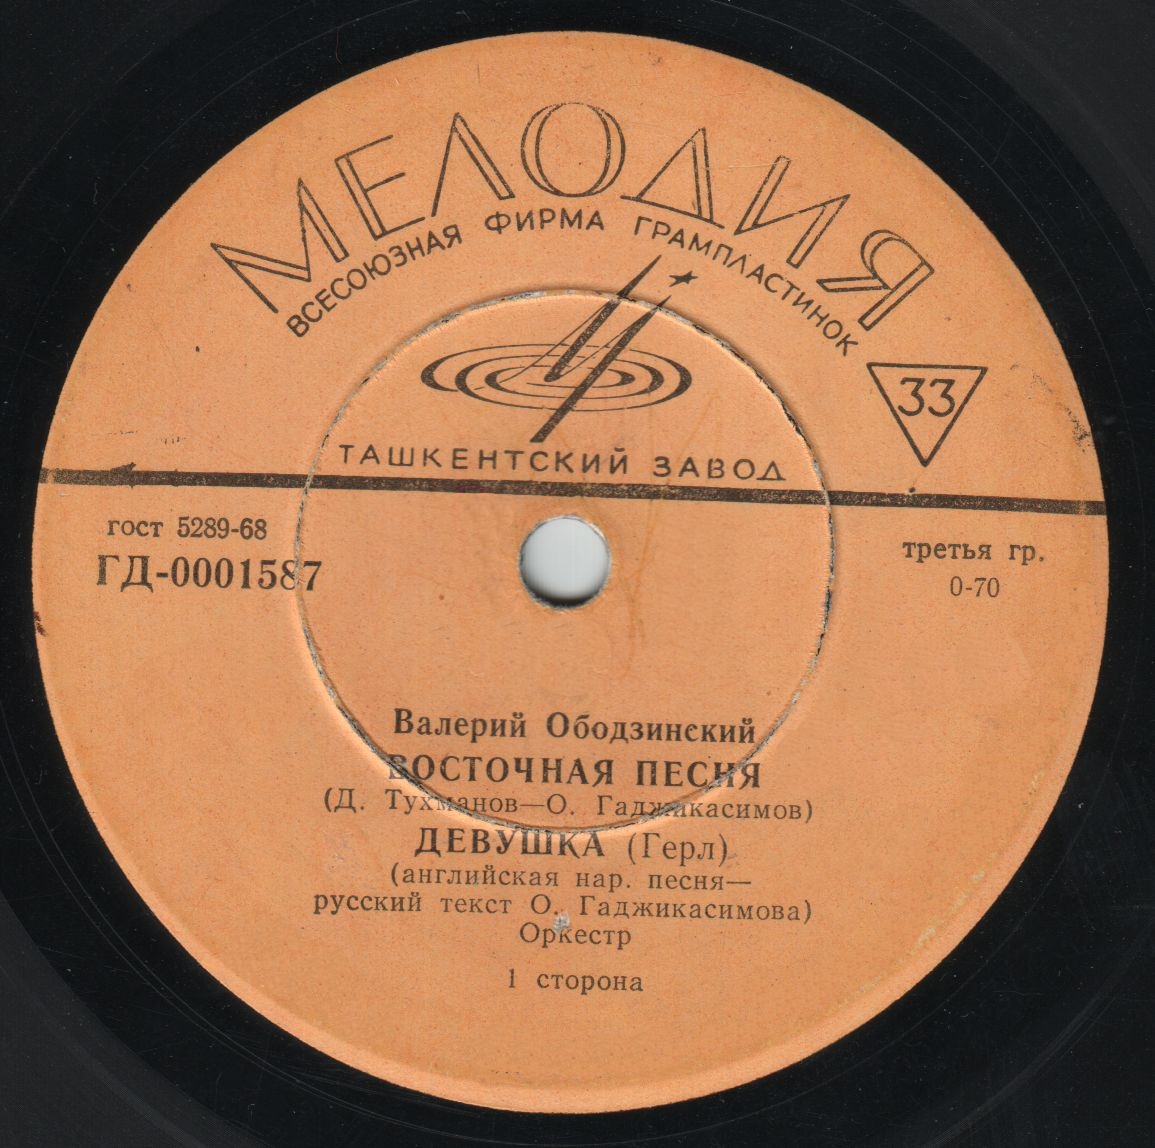 МЕЛОДИЯ
ВСЕСОЮЗНАЯ ФИРМА ГРАМПЛАСТИНОК
33
ТАШКЕНТСКИЙ ЗАВОД
гост 5289-68
ГД-0001587
третья гр.
0-70
Валерий Ободзинский
ВОСТОЧНАЯ ПЕСНЯ
(Д. Тухманов—О. Гаджикасимов)
ДЕВУШКА (Герл)
(английская нар. песня—
русский текст О. Гаджикасимова)
Оркестр
1 сторона